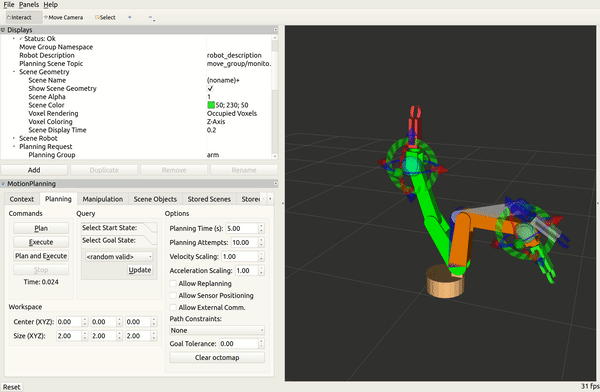 File Panels Help
Interact Move Camera Select
Displays
Status: Ok
Move Group Namespace
Robot Description robot_description
Planning Scene Topic move_group/monito...
Scene Geometry
Scene Name (noname)+
Show Scene Geometry
Scene Alpha 1
Scene Color 50; 230; 50
Voxel Rendering Occupied Voxels
Voxel Coloring Z-Axis
Scene Display Time 0.2
Scene Robot
Planning Request
Planning Group arm
Add Duplicate Remove Rename
MotionPlanning
Context Planning Manipulation Scene Objects Stored Scenes Stored
Commands Query Options
Plan Select Start State: Planning Time (s): 5.00
Execute Select Goal State: Planning Attempts: 10.00
Plan and Execute <random valid> Velocity Scaling: 1.00
Stop Update Acceleration Scaling: 1.00
Time: 0.024 Allow Replanning
Allow Sensor Positioning
Workspace Allow External Comm.
Center (XYZ): 0.00 0.00 0.00 Path Constraints:
Size (XYZ): 2.00 2.00 2.00 None
Goal Tolerance: 0.00
Clear octomap
Reset 31 fps